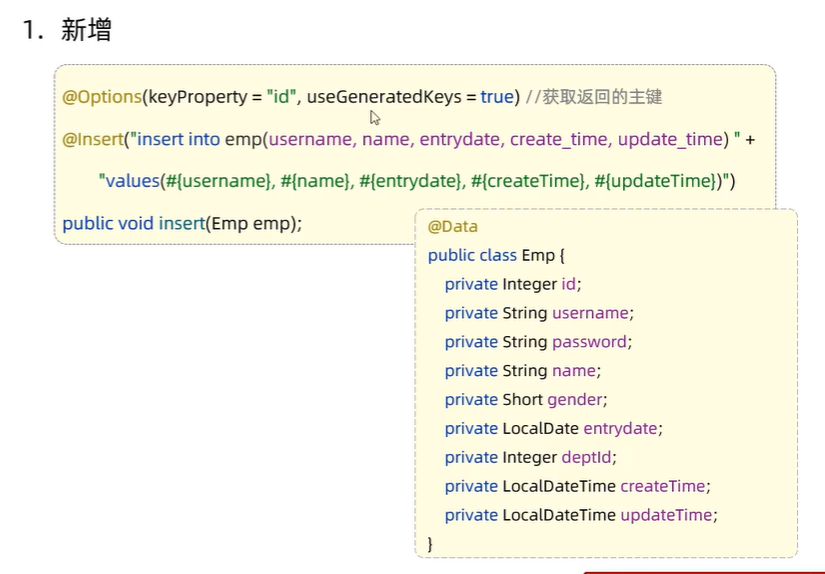 1. 新增
@Options(keyProperty = "id", useGeneratedKeys = true) //获取返回的主键
@Insert("insert into emp(username, name, entrydate, create_time, update_time) " +
"values(#{username}, #{name}, #{entrydate}, #{createTime}, #{updateTime})")
public void insert(Emp emp);
@Data
public class Emp {
private Integer id;
private String username;
private String password;
private String name;
private Short gender;
private LocalDate entrydate;
private Integer deptId;
private LocalDateTime createTime;
private LocalDateTime updateTime;
}